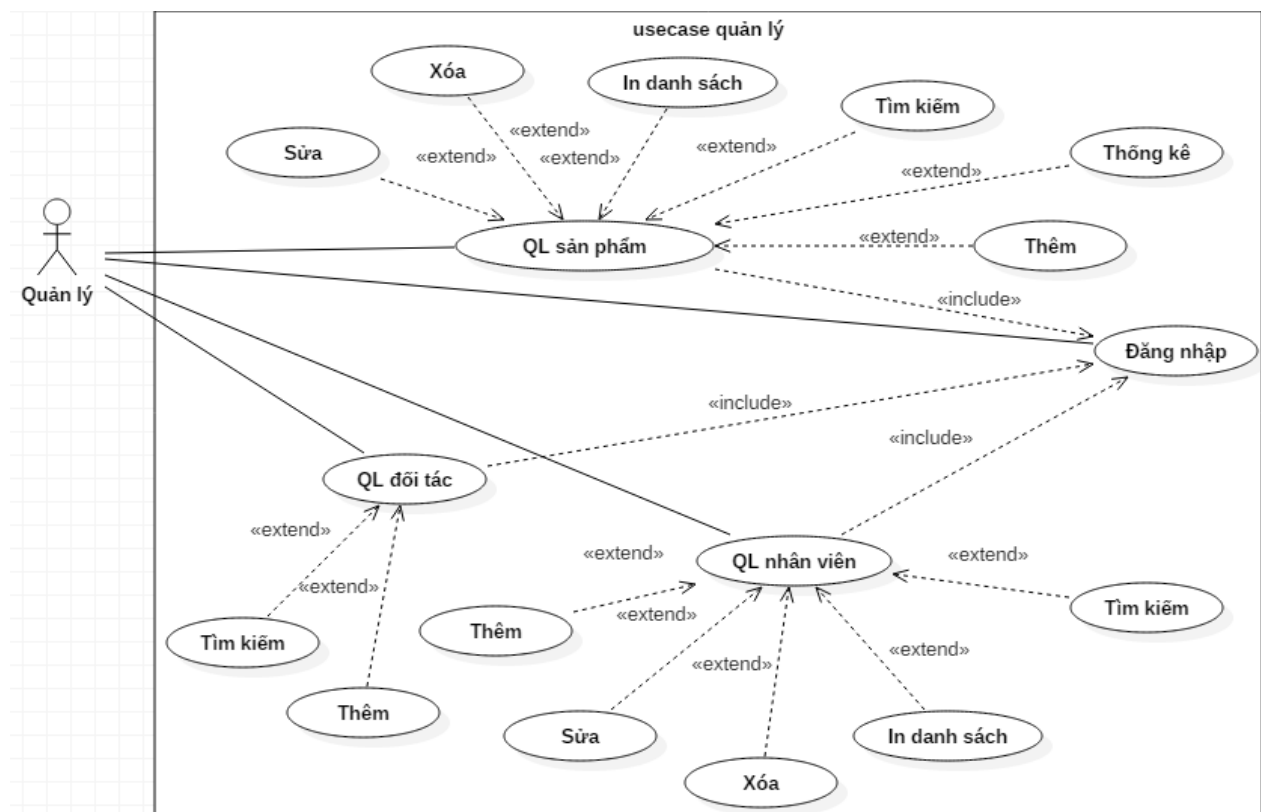 usecase quản lý
Xóa
In danh sách
Tìm kiếm
Sửa
Thống kê
«extend»
«extend»
«extend»
«extend»
«extend»
QL sản phẩm
«extend»
Thêm
Quản lý
«include»
Đăng nhập
«include»
«include»
QL đối tác
«extend»
«extend»
QL nhân viên
«extend»
«extend»
«extend»
Tìm kiếm
Thêm
Tìm kiếm
«extend»
«extend»
Thêm
Sửa
In danh sách
Xóa